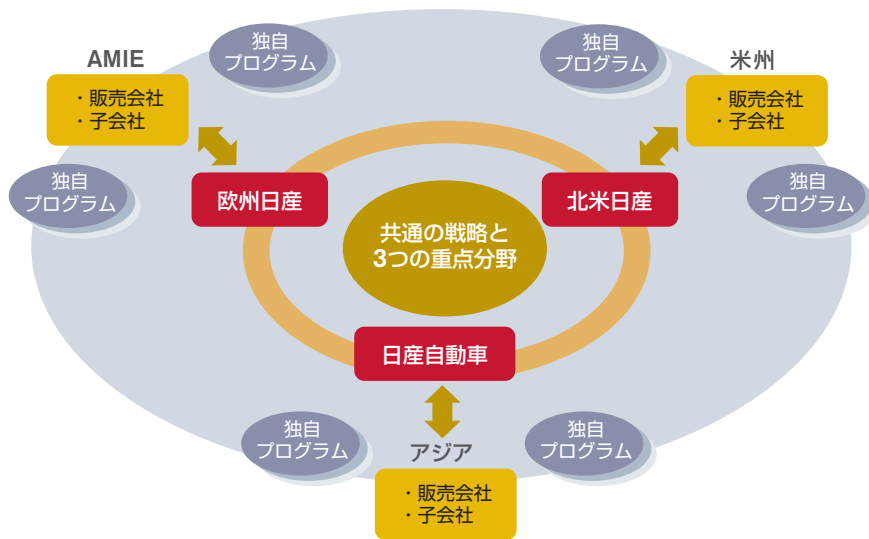 独自
プログラム
独自
プログラム
AMIE
米州
・販売会社
・子会社
・販売会社
・子会社
独自
プログラム
欧州日産
北米日産
独自
プログラム
共通の戦略と
3つの重点分野
日産自動車
独自
プログラム
独自
プログラム
アジア
・販売会社
・子会社